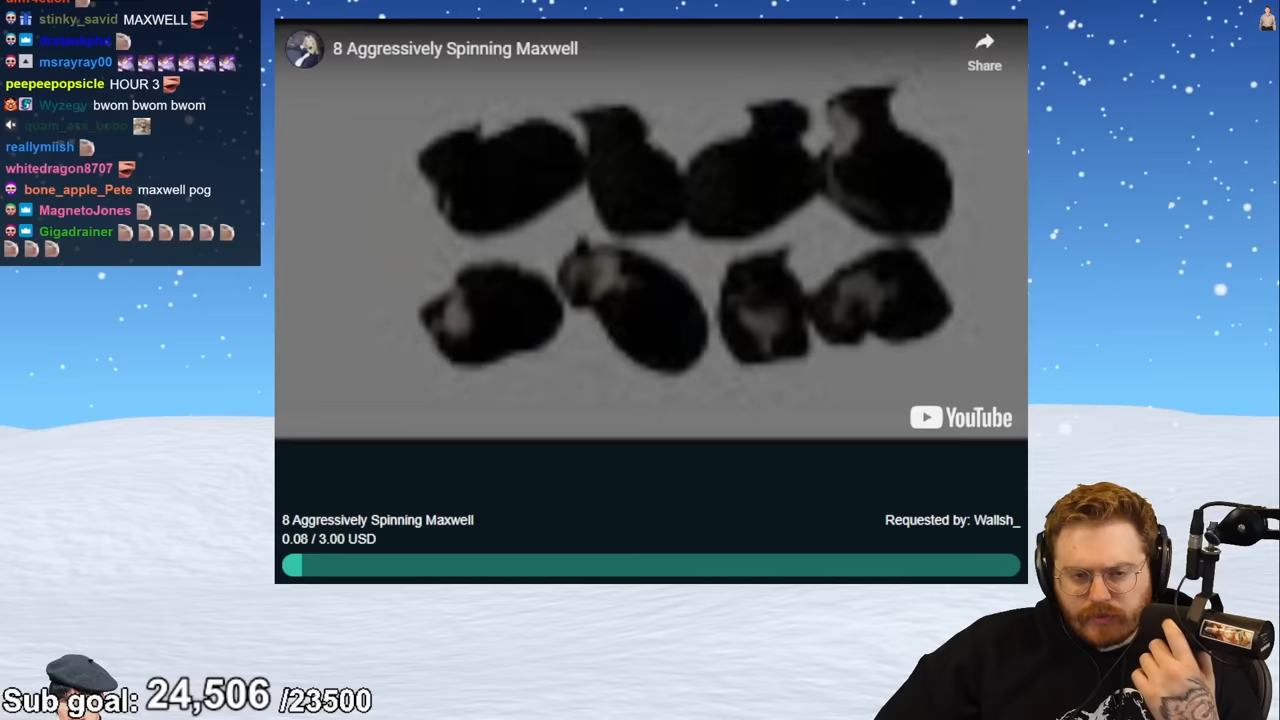 stinky_savid MAXWELL
msrayray00
peepeepopsicle HOUR 3
Wyzegy bwom bwom bwom
reallymiish
whitedragon8707
bone_apple_Pete maxwell pog
MagnetoJones
Gigadrainer
8 Aggressively Spinning Maxwell
Share
YouTube
8 Aggressively Spinning Maxwell
Requested by: Wallsh_
0.08 / 3.00 USD
Sub goal: 24,506 /23500